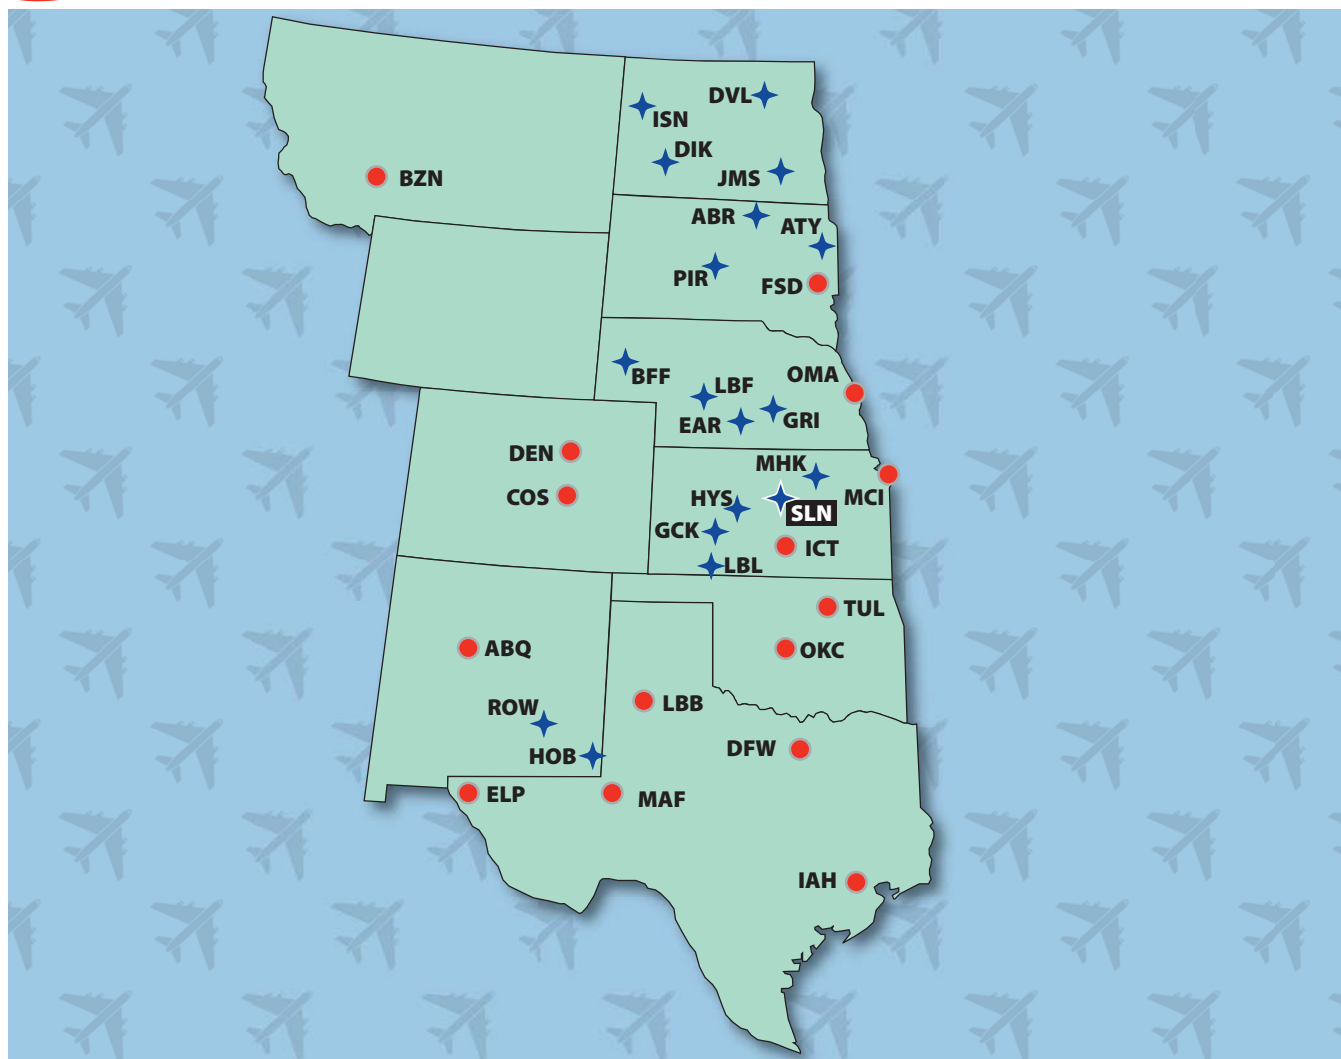 DVL
ISN
DIK
JMS
BZN
ABR
ATY
PIR
FSD
BFF
LBF
OMA
EAR
GRI
DEN
MHK
COS
HYS
MCI
SLN
GCK
ICT
LBL
TUL
ABQ
OKC
LBB
ROW
DFW
HOB
ELP
MAF
IAH